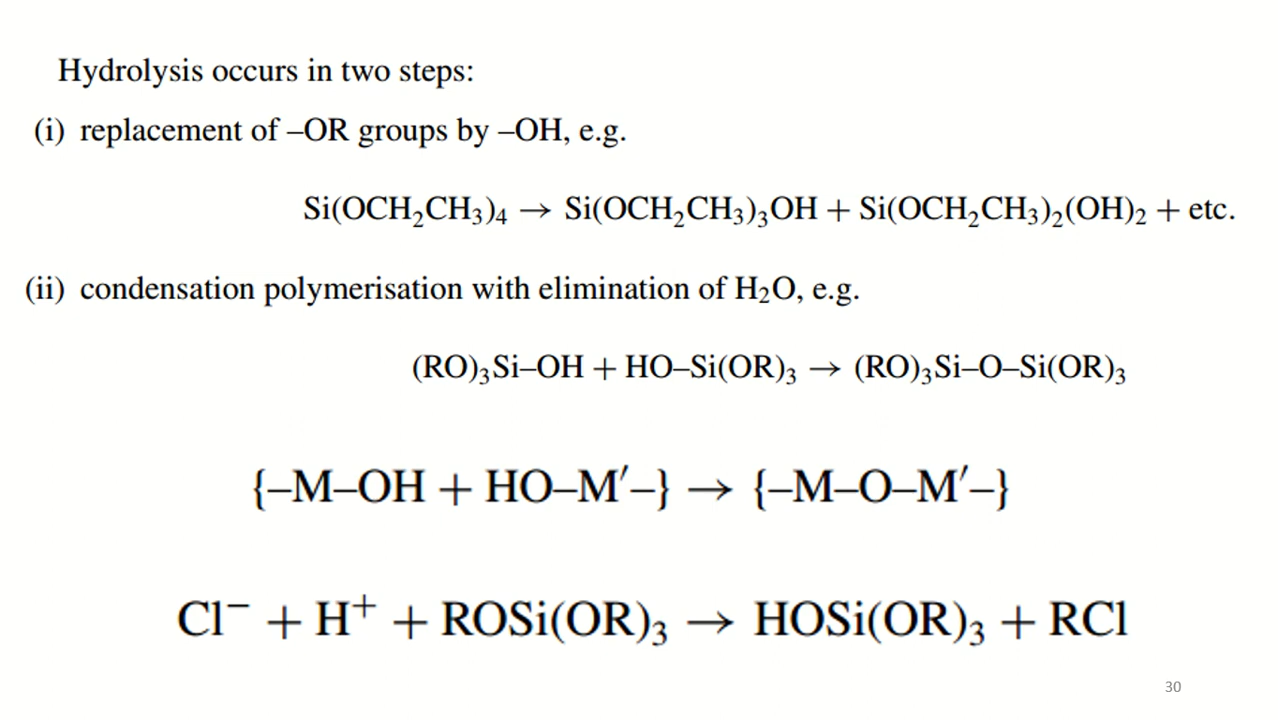 Hydrolysis occurs in two steps:
(i) replacement of –OR groups by –OH, e.g.
Si(OCH₂CH₃)₄ → Si(OCH₂CH₃)₃OH + Si(OCH₂CH₃)₂(OH)₂ + etc.
(ii) condensation polymerisation with elimination of H₂O, e.g.
(RO)₃Si–OH + HO–Si(OR)₃ → (RO)₃Si–O–Si(OR)₃
{–M–OH + HO–M′–} → {–M–O–M′–}
Cl⁻ + H⁺ + ROSi(OR)₃ → HOSi(OR)₃ + RCl
30